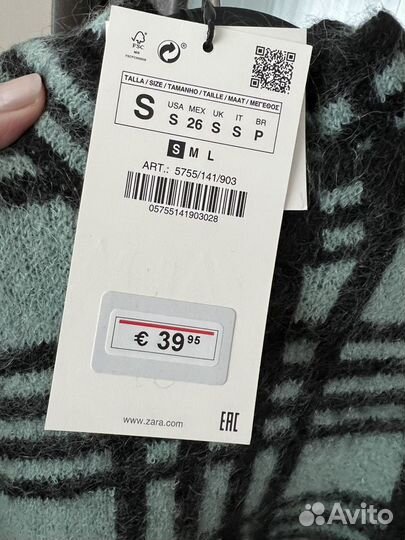 FSC
MIX
TALLA / SIZE / TAMANHO / TAILLE / MAAT / ΜΕΓΕΘΟΣ
S
USA MEX UK IT BR
S 26 S S P
S M L
ART.: 5755/141/903
05755141903028
€ 39 95
www.zara.com
EAC
Avito